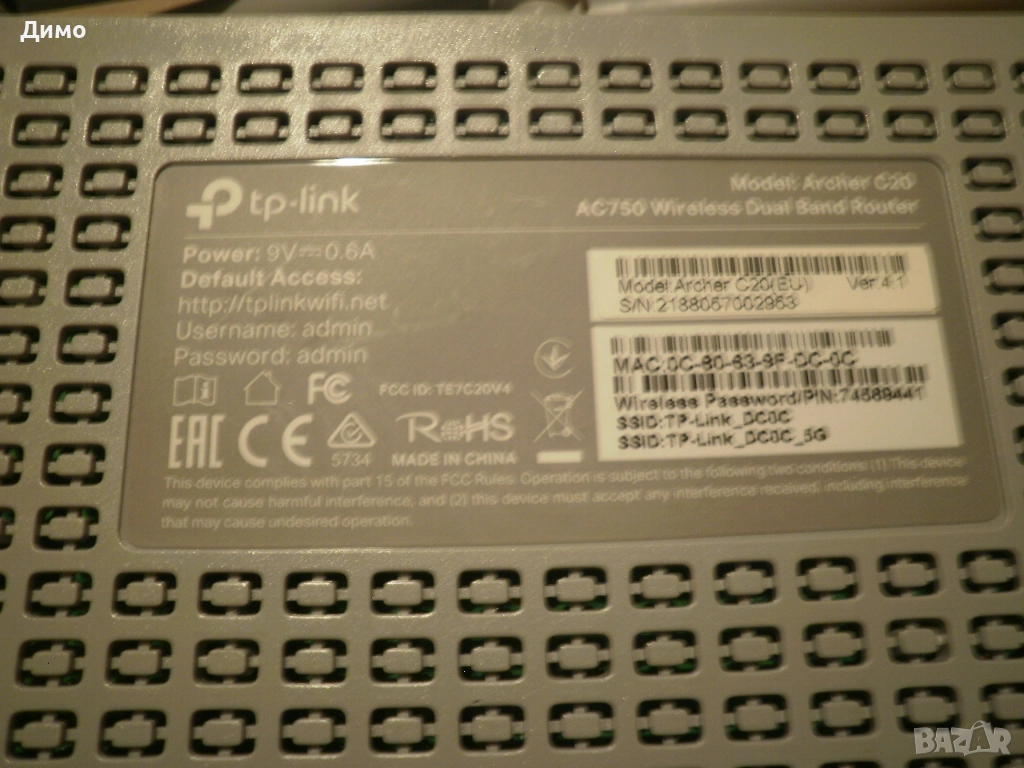 Димо
tp-link
Model: Archer C20
AC750 Wireless Dual Band Router
Power: 9V⎓0.6A
Default Access:
http://tplinkwifi.net
Username: admin
Password: admin
Model:Archer C20(EU) Ver:4.1
S/N:2188057002953
MAC:0C-80-63-9F-DC-0C
Wireless Password/PIN:74589441
SSID:TP-Link_DC0C
SSID:TP-Link_DC0C_5G
FC FCC ID: TE7C20V4
EAC CE 5734 RoHS
MADE IN CHINA
This device complies with part 15 of the FCC Rules. Operation is subject to the following two conditions: (1) This device
may not cause harmful interference, and (2) this device must accept any interference received, including interference
that may cause undesired operation.
BAZAR